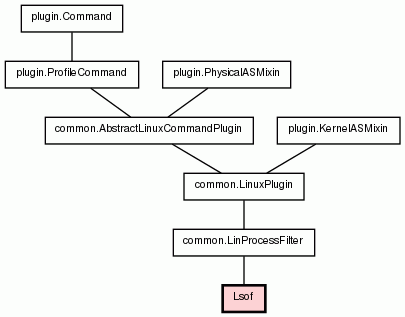 plugin.Command
plugin.ProfileCommand
plugin.PhysicalASMixin
common.AbstractLinuxCommandPlugin
plugin.KernelASMixin
common.LinuxPlugin
common.LinProcessFilter
Lsof